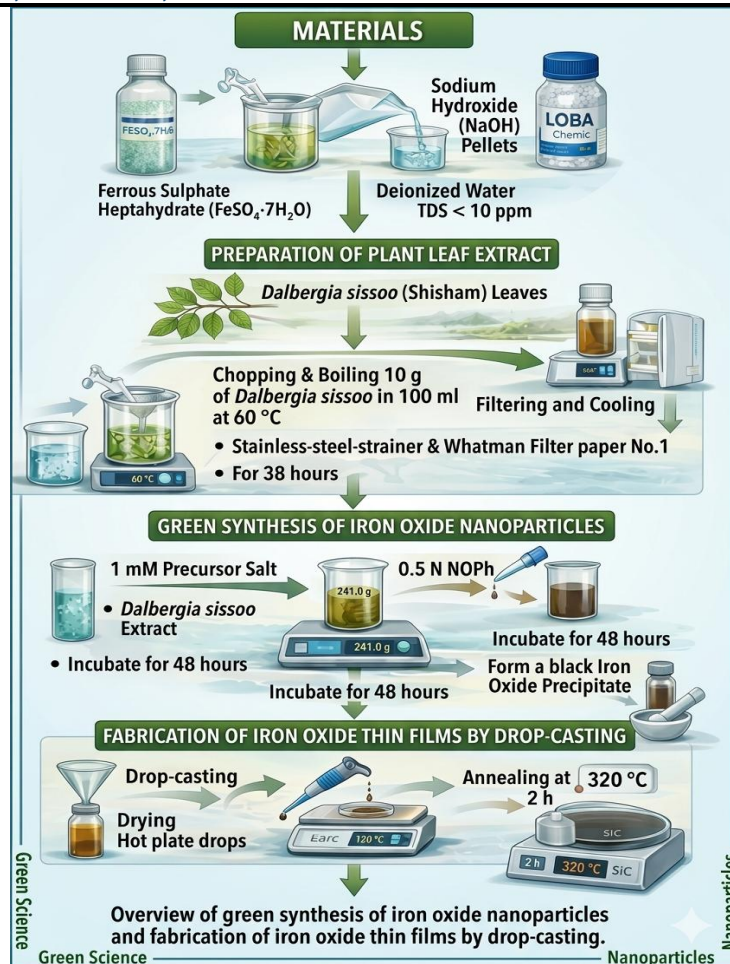 MATERIALS
FESO₄.7H₂G
Sodium
Hydroxide
(NaOH)
Pellets
LOBA
Chemic
Ferrous Sulphate
Heptahydrate (FeSO₄·7H₂O)
Deionized Water
TDS < 10 ppm
PREPARATION OF PLANT LEAF EXTRACT
Dalbergia sissoo (Shisham) Leaves
Chopping & Boiling 10 g
of Dalbergia sissoo in 100 ml
at 60 °C
Filtering and Cooling
60 °C
• Stainless-steel-strainer & Whatman Filter paper No.1
• For 38 hours
GREEN SYNTHESIS OF IRON OXIDE NANOPARTICLES
1 mM Precursor Salt
• Dalbergia sissoo
Extract
• Incubate for 48 hours
241.0 g
241.0 g
0.5 N NOPh
Incubate for 48 hours
Incubate for 48 hours
Form a black Iron
Oxide Precipitate
FABRICATION OF IRON OXIDE THIN FILMS BY DROP-CASTING
Drop-casting
Drying
Hot plate drops
Earc
120 °C
Annealing at 320 °C
2 h
SIC
2 h
320 °C
SiC
Overview of green synthesis of iron oxide nanoparticles
and fabrication of iron oxide thin films by drop-casting.
Green Science
Green Science
Nanoparticles
Nanoparticles